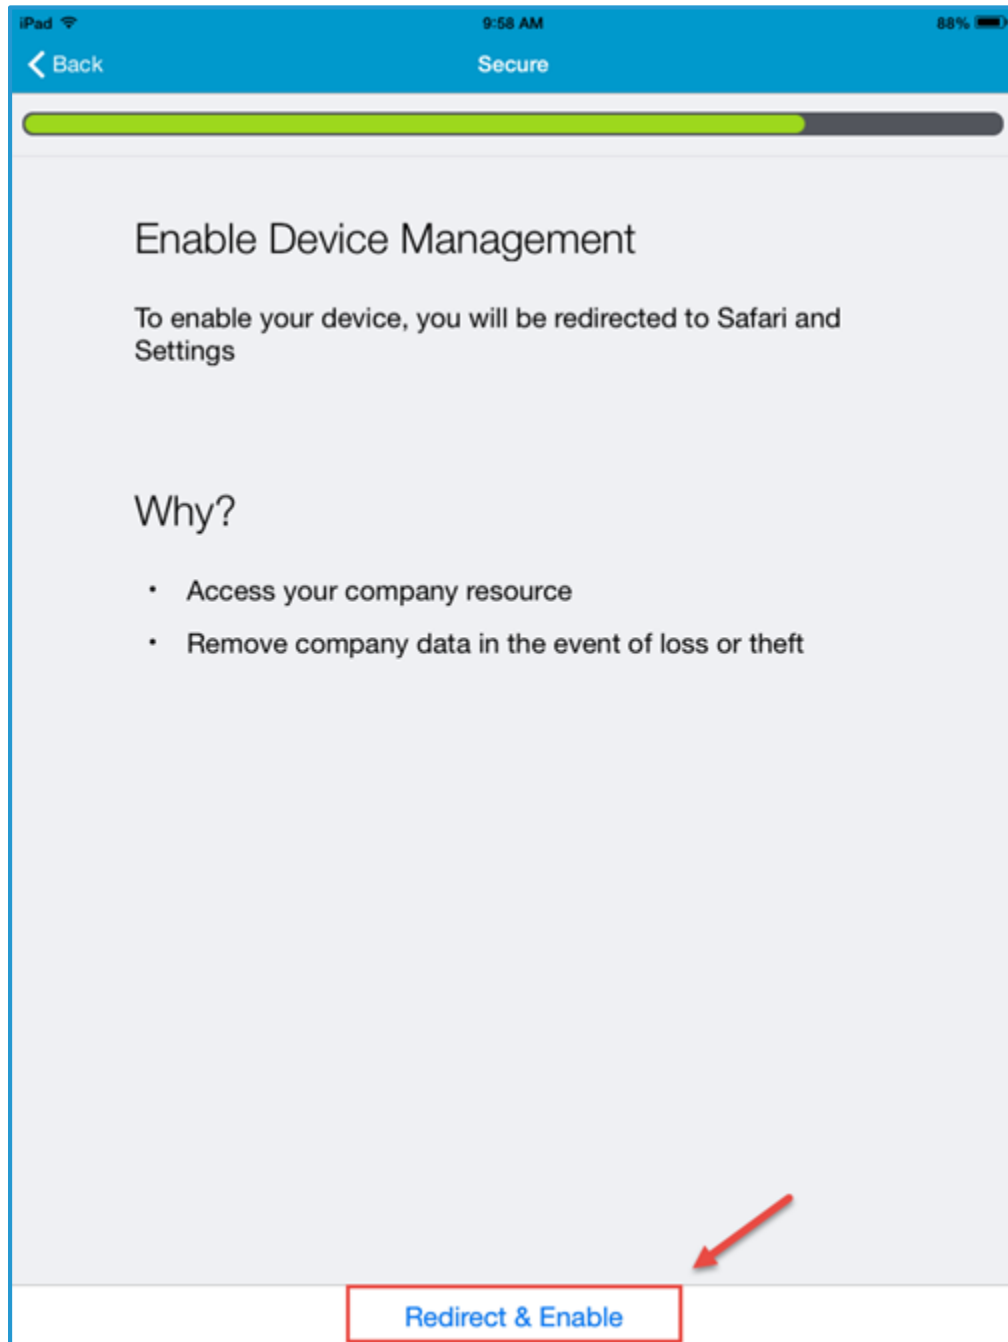 iPad 9:58 AM 88%
Back Secure
Enable Device Management
To enable your device, you will be redirected to Safari and
Settings
Why?
• Access your company resource
• Remove company data in the event of loss or theft
Redirect & Enable